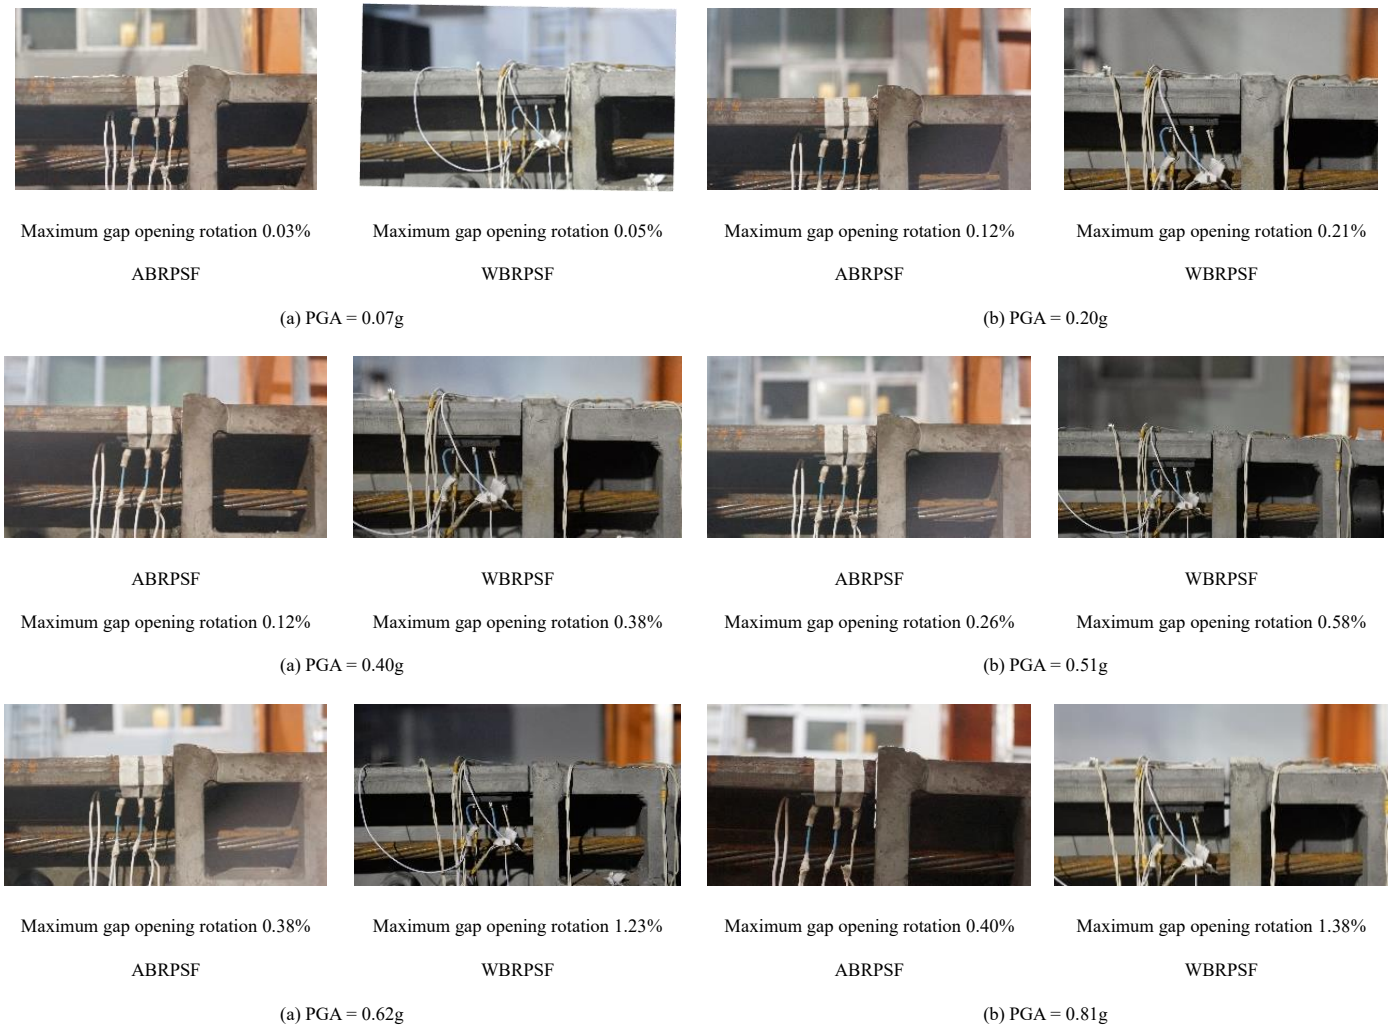 Maximum gap opening rotation 0.03%
Maximum gap opening rotation 0.05%
Maximum gap opening rotation 0.12%
Maximum gap opening rotation 0.21%
ABRPSF
WBRPSF
ABRPSF
WBRPSF
(a) PGA = 0.07g
(b) PGA = 0.20g
ABRPSF
WBRPSF
ABRPSF
WBRPSF
Maximum gap opening rotation 0.12%
Maximum gap opening rotation 0.38%
Maximum gap opening rotation 0.26%
Maximum gap opening rotation 0.58%
(a) PGA = 0.40g
(b) PGA = 0.51g
Maximum gap opening rotation 0.38%
Maximum gap opening rotation 1.23%
Maximum gap opening rotation 0.40%
Maximum gap opening rotation 1.38%
ABRPSF
WBRPSF
ABRPSF
WBRPSF
(a) PGA = 0.62g
(b) PGA = 0.81g